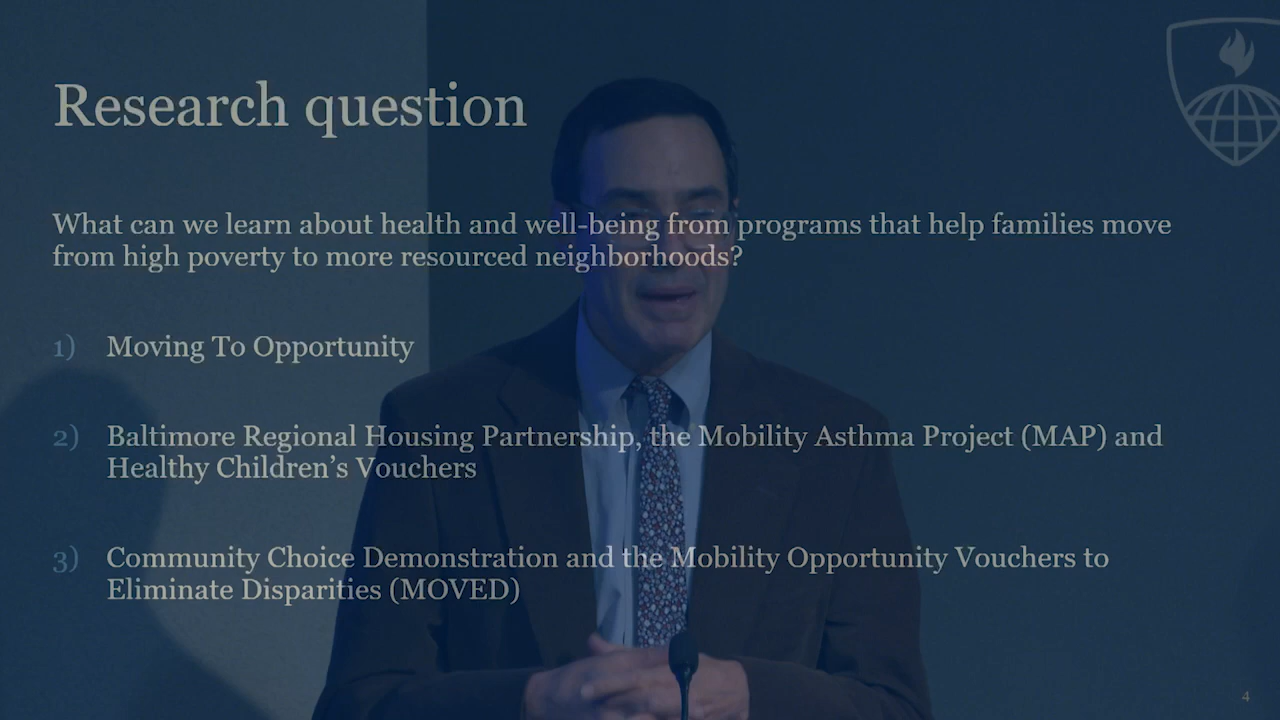 Research question
What can we learn about health and well-being from programs that help families move
from high poverty to more resourced neighborhoods?
1) Moving To Opportunity
2) Baltimore Regional Housing Partnership, the Mobility Asthma Project (MAP) and
Healthy Children’s Vouchers
3) Community Choice Demonstration and the Mobility Opportunity Vouchers to
Eliminate Disparities (MOVED)
4